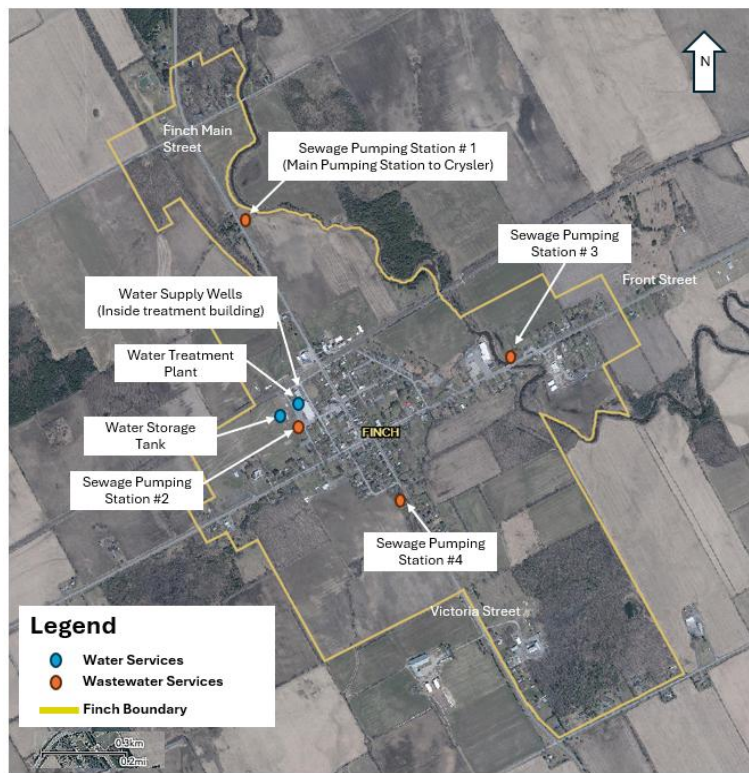 N
Finch Main
Street
Sewage Pumping Station # 1
(Main Pumping Station to Crysler)
Sewage Pumping
Station # 3
Front Street
Water Supply Wells
(Inside treatment building)
Water Treatment
Plant
Water Storage
Tank
FINCH
Sewage Pumping
Station #2
Sewage Pumping
Station #4
Victoria Street
Legend
Water Services
Wastewater Services
Finch Boundary
0.3km
0.2mi